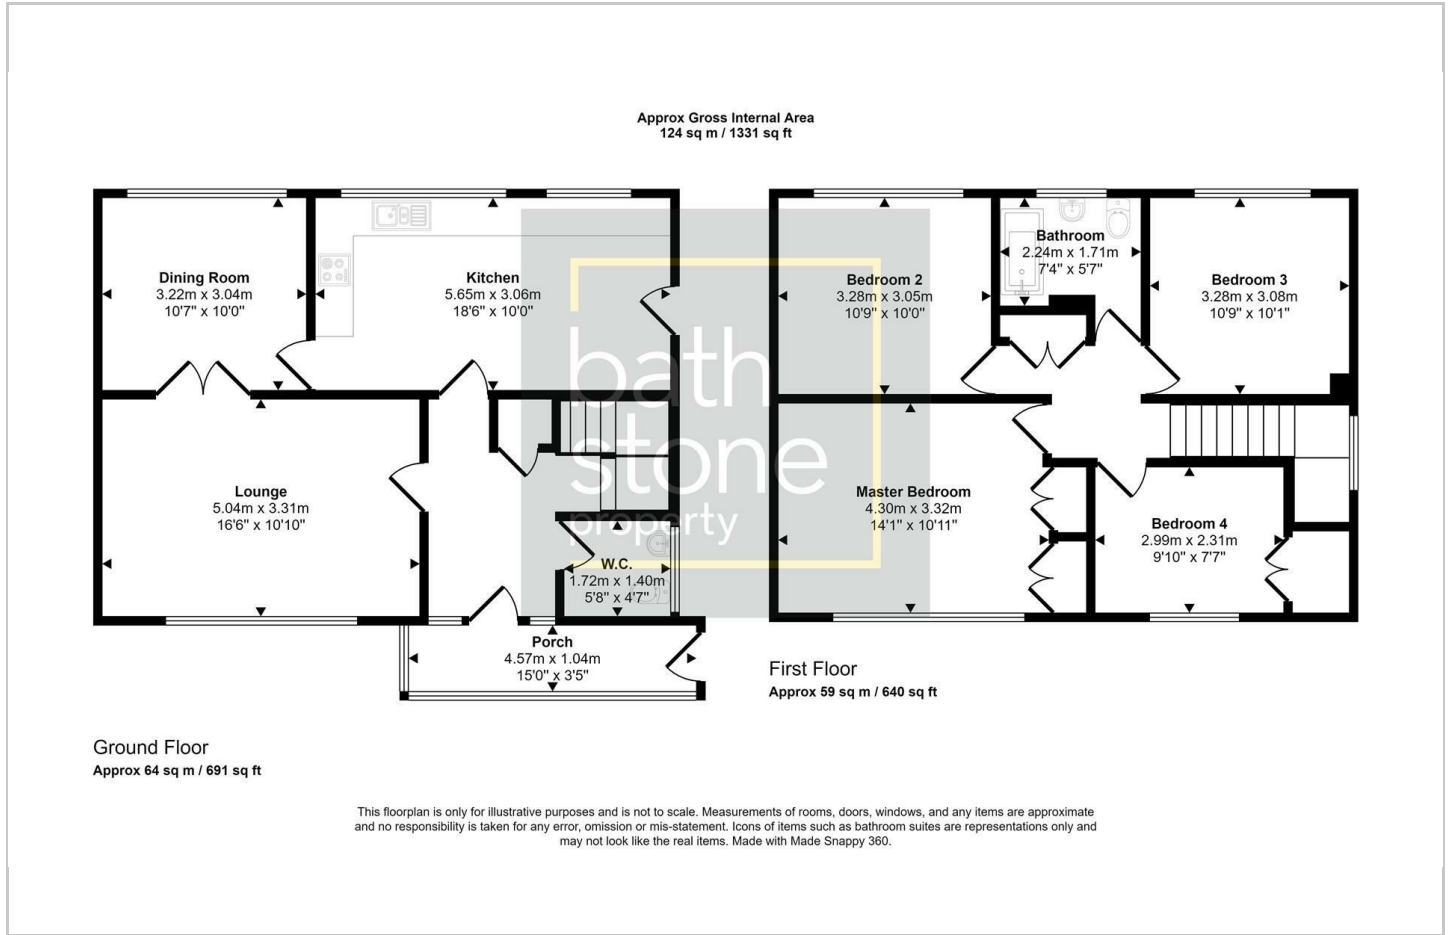 Approx Gross Internal Area
124 sq m / 1331 sq ft
Dining Room
3.22m x 3.04m
10'7" x 10'0"
Kitchen
5.65m x 3.06m
18'6" x 10'0"
Lounge
5.04m x 3.31m
16'6" x 10'10"
W.C.
1.72m x 1.40m
5'8" x 4'7"
Porch
4.57m x 1.04m
15'0" x 3'5"
Ground Floor
Approx 64 sq m / 691 sq ft
bath
stone
property
Bedroom 2
3.28m x 3.05m
10'9" x 10'0"
Bathroom
2.24m x 1.71m
7'4" x 5'7"
Bedroom 3
3.28m x 3.08m
10'9" x 10'1"
Master Bedroom
4.30m x 3.32m
14'1" x 10'11"
Bedroom 4
2.99m x 2.31m
9'10" x 7'7"
First Floor
Approx 59 sq m / 640 sq ft
This floorplan is only for illustrative purposes and is not to scale. Measurements of rooms, doors, windows, and any items are approximate
and no responsibility is taken for any error, omission or mis-statement. Icons of items such as bathroom suites are representations only and
may not look like the real items. Made with Made Snappy 360.